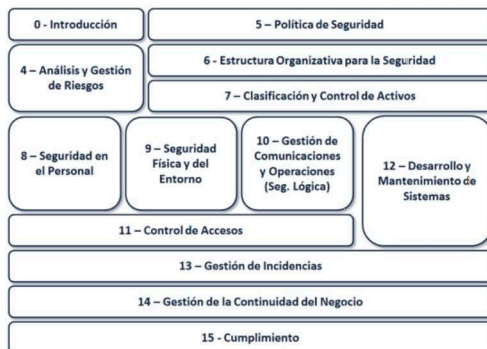 0 - Introducción
5 – Política de Seguridad
4 – Análisis y Gestión
de Riesgos
6 - Estructura Organizativa para la Seguridad
7 – Clasificación y Control de Activos
8 – Seguridad en
el Personal
9 – Seguridad
Física y del
Entorno
10 – Gestión de
Comunicaciones
y Operaciones
(Seg. Lógica)
12 – Desarrollo y
Mantenimiento de
Sistemas
11 – Control de Accesos
13 – Gestión de Incidencias
14 – Gestión de la Continuidad del Negocio
15 - Cumplimiento